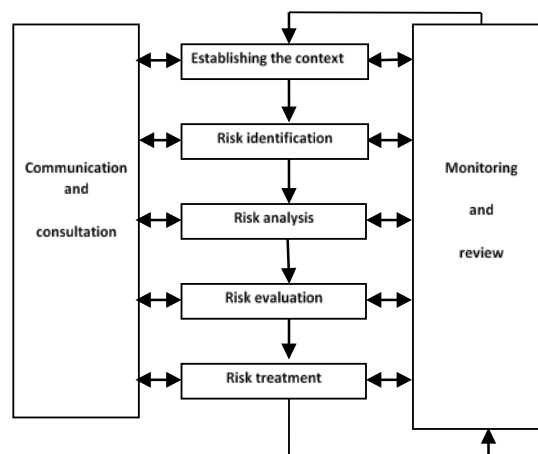 Establishing the context
Risk identification
Communication
and
consultation
Monitoring
and
review
Risk analysis
Risk evaluation
Risk treatment